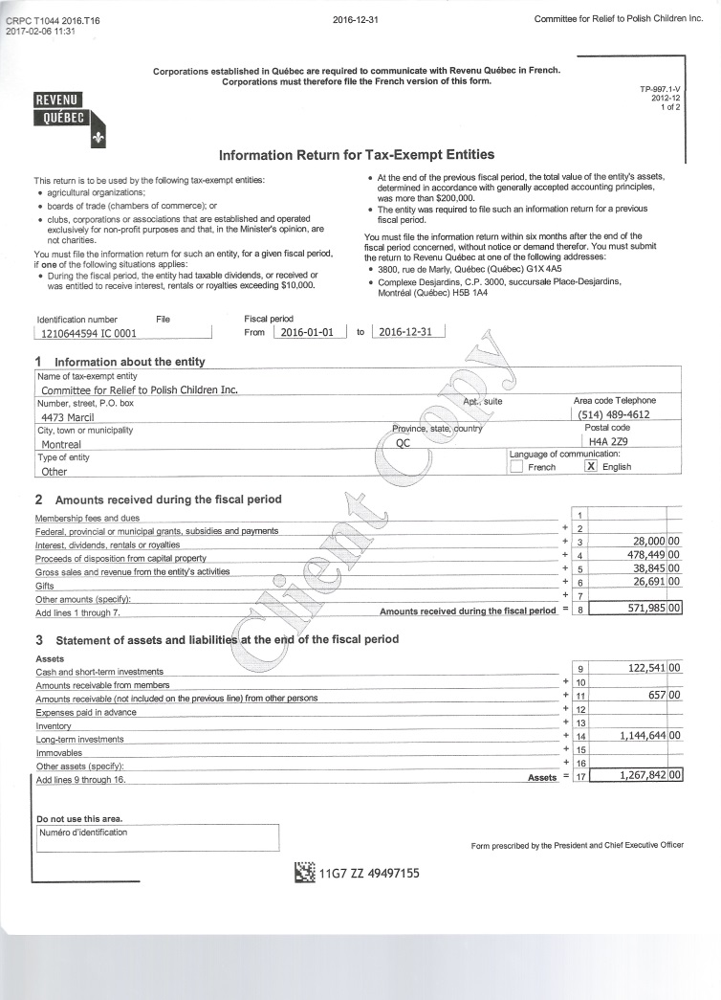 CRPC T1044 2016.T16 2016-12-31 Committee for Relief to Polish Children Inc.
2017-02-06 11:31
Corporations established in Québec are required to communicate with Revenu Québec in French.
Corporations must therefore file the French version of this form.
REVENU
QUÉBEC
TP-997.1-V
2012-12
1 of 2
Information Return for Tax-Exempt Entities
This return is to be used by the following tax-exempt entities:
• agricultural organizations;
• boards of trade (chambers of commerce); or
• clubs, corporations or associations that are established and operated
exclusively for non-profit purposes and that, in the Minister's opinion, are
not charities.
You must file the information return for such an entity, for a given fiscal period,
if one of the following situations applies:
• During the fiscal period, the entity had taxable dividends, or received or
was entitled to receive interest, rentals or royalties exceeding $10,000.
• At the end of the previous fiscal period, the total value of the entity's assets,
determined in accordance with generally accepted accounting principles,
was more than $200,000.
• The entity was required to file such an information return for a previous
fiscal period.
You must file the information return within six months after the end of the
fiscal period concerned, without notice or demand therefor. You must submit
the return to Revenu Québec at one of the following addresses:
• 3800, rue de Marly, Québec (Québec) G1X 4A5
• Complexe Desjardins, C.P. 3000, succursale Place-Desjardins,
Montréal (Québec) H5B 1A4
Identification number File Fiscal period
1210644594 IC 0001 From 2016-01-01 to 2016-12-31
1 Information about the entity
Name of tax-exempt entity
Committee for Relief to Polish Children Inc.
Number, street, P.O. box Apt., suite Area code Telephone
4473 Marcil (514) 489-4612
City, town or municipality Province, state, country Postal code
Montreal QC H4A 2Z9
Type of entity Language of communication:
Other French X English
2 Amounts received during the fiscal period
Membership fees and dues 1
Federal, provincial or municipal grants, subsidies and payments + 2
Interest, dividends, rentals or royalties + 3 28,000 00
Proceeds of disposition from capital property + 4 478,449 00
Gross sales and revenue from the entity's activities + 5 38,845 00
Gifts + 6 26,691 00
Other amounts (specify): + 7
Add lines 1 through 7. Amounts received during the fiscal period = 8 571,985 00
3 Statement of assets and liabilities at the end of the fiscal period
Assets
Cash and short-term investments 9 122,541 00
Amounts receivable from members + 10
Amounts receivable (not included on the previous line) from other persons + 11 657 00
Expenses paid in advance + 12
Inventory + 13
Long-term investments + 14 1,144,644 00
Immovables + 15
Other assets (specify): + 16
Add lines 9 through 16. Assets = 17 1,267,842 00
Client Copy
Do not use this area.
Numéro d'identification
Form prescribed by the President and Chief Executive Officer
11G7 ZZ 49497155